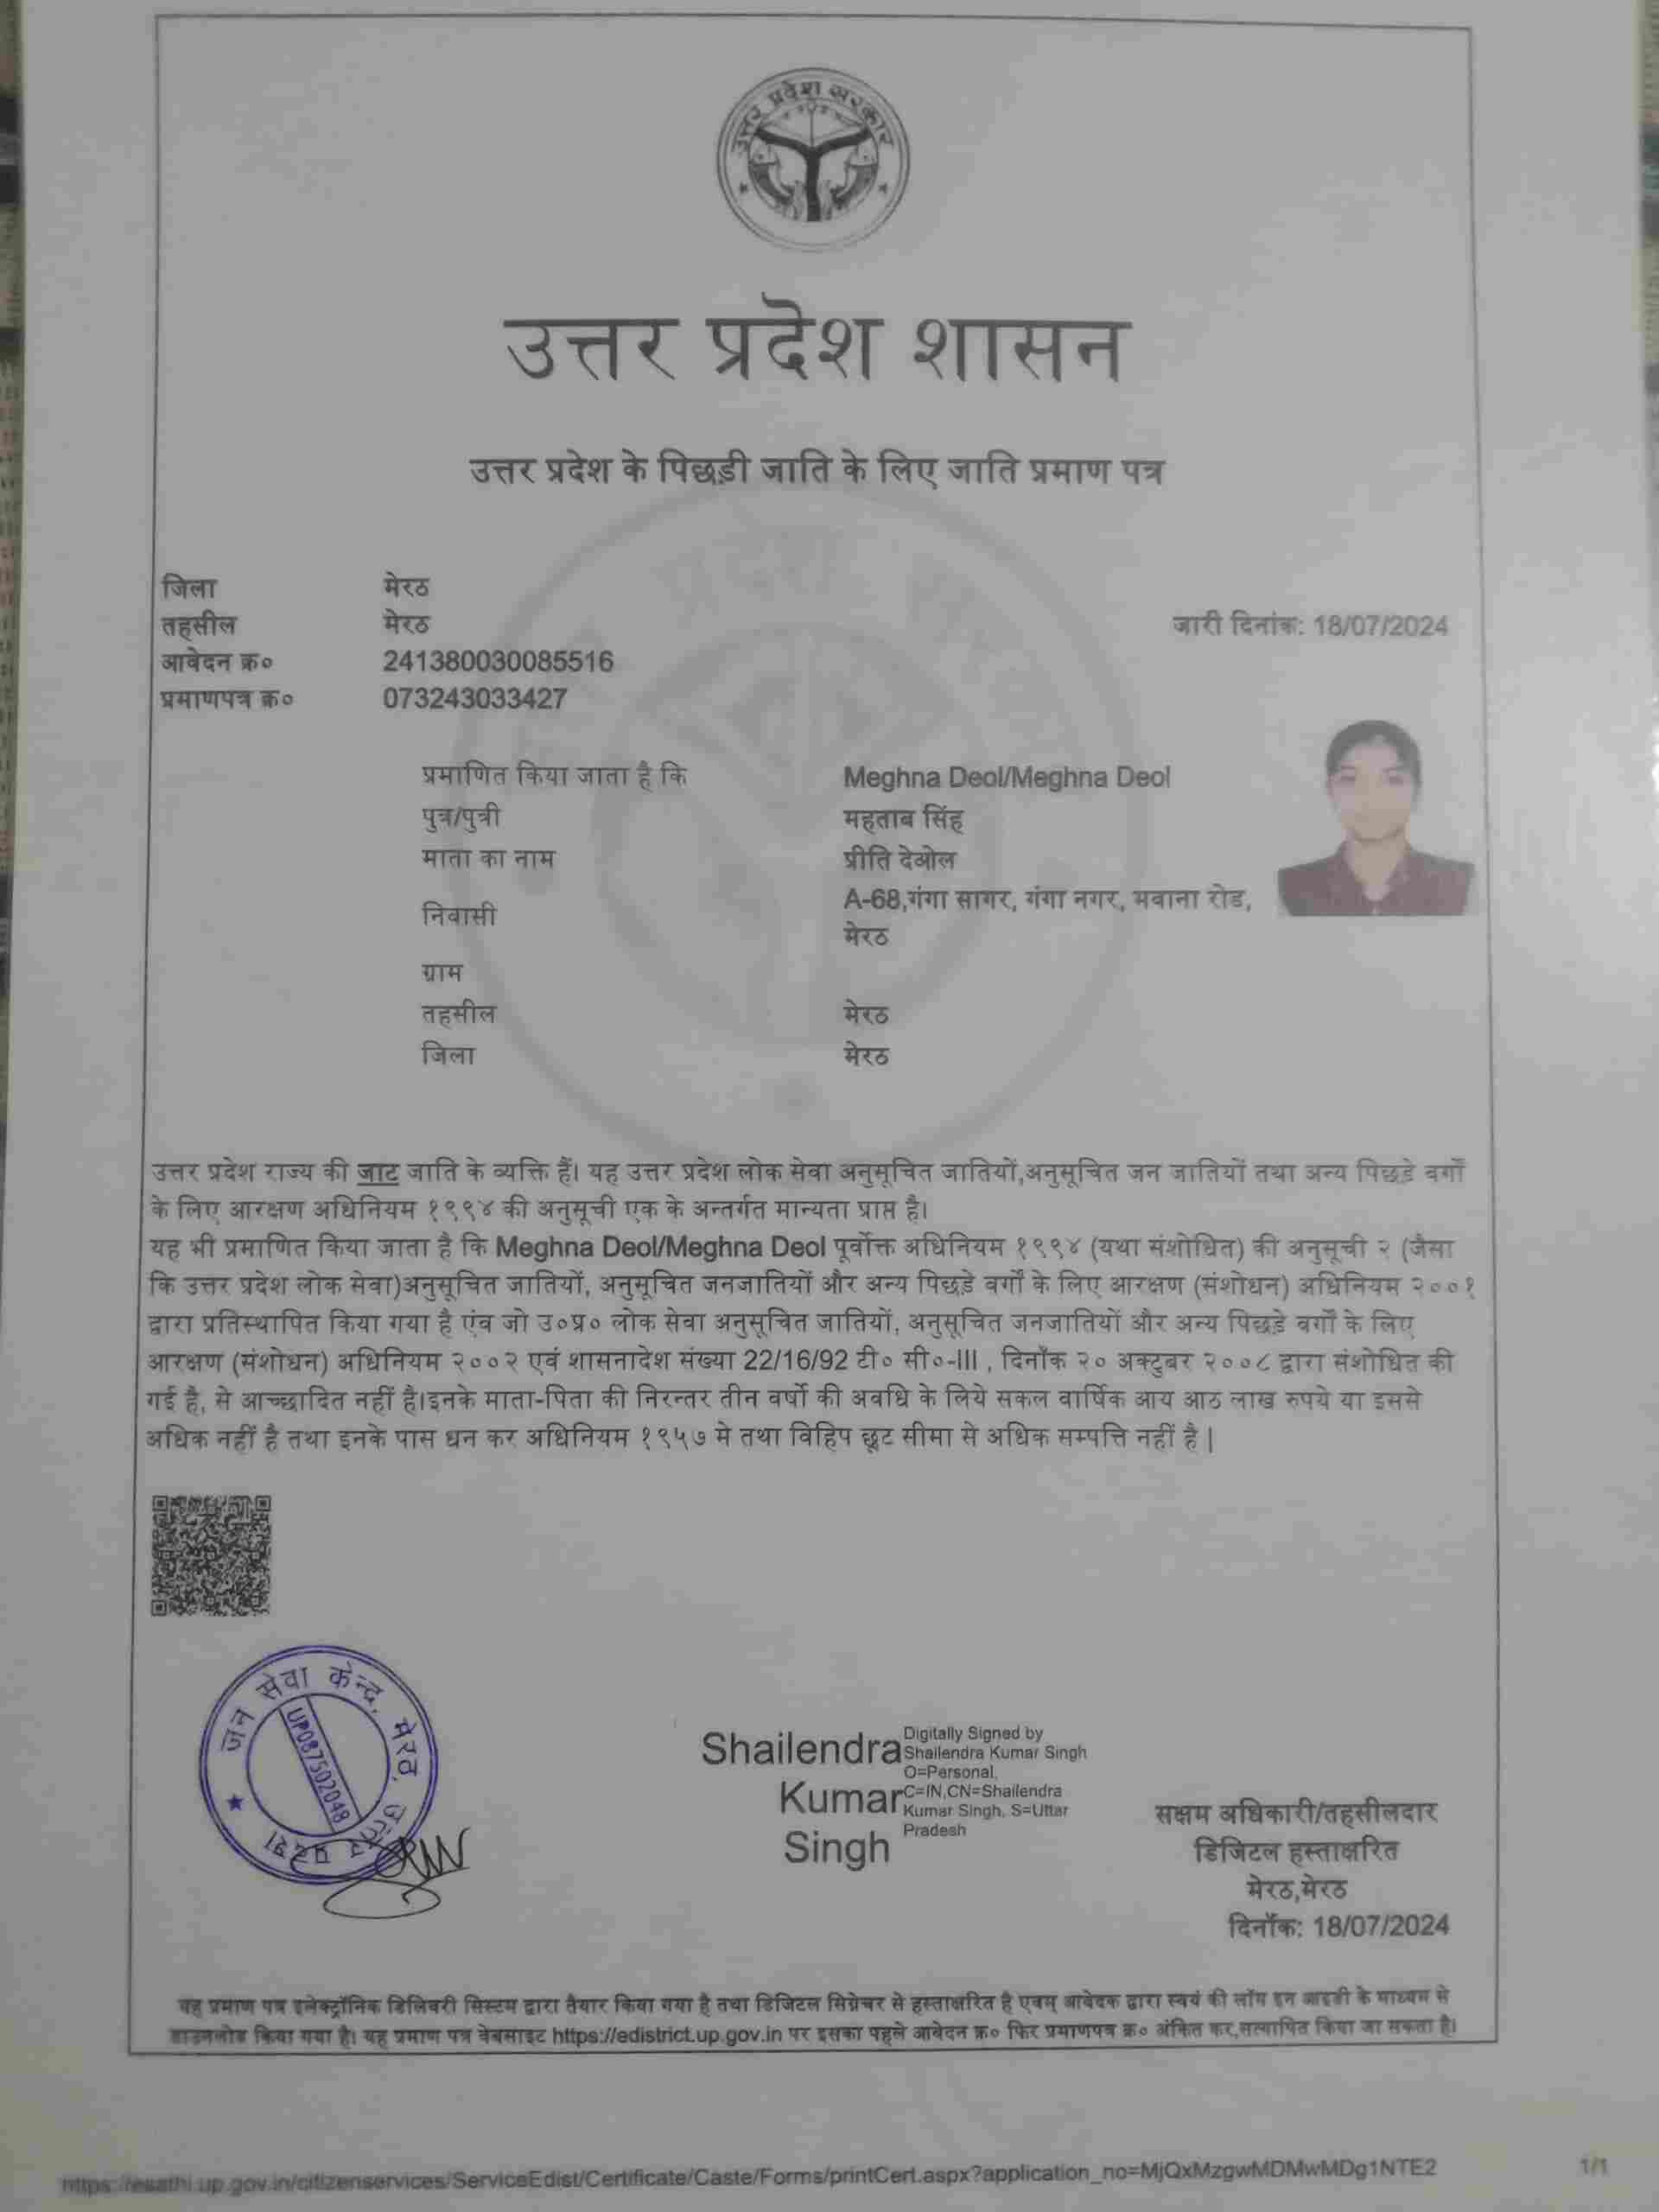 उत्तर प्रदेश सरकार
उत्तर प्रदेश शासन
उत्तर प्रदेश के पिछड़ी जाति के लिए जाति प्रमाण पत्र
जिला मेरठ
तहसील मेरठ
जारी दिनांक: 18/07/2024
आवेदन क्र० 241380030085516
प्रमाणपत्र क्र० 073243033427
प्रमाणित किया जाता है कि Meghna Deol/Meghna Deol
पुत्र/पुत्री महताब सिंह
माता का नाम प्रीति देओल
निवासी A-68,गंगा सागर, गंगा नगर, मवाना रोड,
मेरठ
ग्राम
तहसील मेरठ
जिला मेरठ
उत्तर प्रदेश राज्य की जाट जाति के व्यक्ति हैं। यह उत्तर प्रदेश लोक सेवा अनुसूचित जातियों,अनुसूचित जन जातियों तथा अन्य पिछड़े वर्गों
के लिए आरक्षण अधिनियम १९९४ की अनुसूची एक के अन्तर्गत मान्यता प्राप्त है।
यह भी प्रमाणित किया जाता है कि Meghna Deol/Meghna Deol पूर्वोक्त अधिनियम १९९४ (यथा संशोधित) की अनुसूची २ (जैसा
कि उत्तर प्रदेश लोक सेवा)अनुसूचित जातियों, अनुसूचित जनजातियों और अन्य पिछड़े वर्गों के लिए आरक्षण (संशोधन) अधिनियम २००१
द्वारा प्रतिस्थापित किया गया है एंव जो उ०प्र० लोक सेवा अनुसूचित जातियों, अनुसूचित जनजातियों और अन्य पिछड़े वर्गों के लिए
आरक्षण (संशोधन) अधिनियम २००२ एवं शासनादेश संख्या 22/16/92 टी० सी०-III , दिनाँक २० अक्टुबर २००८ द्वारा संशोधित की
गई है, से आच्छादित नहीं है।इनके माता-पिता की निरन्तर तीन वर्षो की अवधि के लिये सकल वार्षिक आय आठ लाख रुपये या इससे
अधिक नहीं है तथा इनके पास धन कर अधिनियम १९५७ मे तथा विहिप छूट सीमा से अधिक सम्पत्ति नहीं है |
जन सेवा केन्द्र, मेरठ, उत्तर प्रदेश
UP087502048
Shailendra
Kumar
Singh
Digitally Signed by
Shailendra Kumar Singh
O=Personal,
C=IN,CN=Shailendra
Kumar Singh, S=Uttar
Pradesh
सक्षम अधिकारी/तहसीलदार
डिजिटल हस्ताक्षरित
मेरठ,मेरठ
दिनाँक: 18/07/2024
यह प्रमाण पत्र इलेक्ट्रॉनिक डिलिवरी सिस्टम द्वारा तैयार किया गया है तथा डिजिटल सिग्नेचर से हस्ताक्षरित है एवम् आवेदक द्वारा स्वयं की लॉग इन आइडी के माध्यम से
डाउनलोड किया गया है। यह प्रमाण पत्र वेबसाइट https://edistrict.up.gov.in पर इसका पहले आवेदन क्र० फिर प्रमाणपत्र क्र० अंकित कर,सत्यापित किया जा सकता है।
https://esathi.up.gov.in/citizenservices/ServiceEdist/Certificate/Caste/Forms/printCert.aspx?application_no=MjQxMzgwMDMwMDg1NTE2 1/1